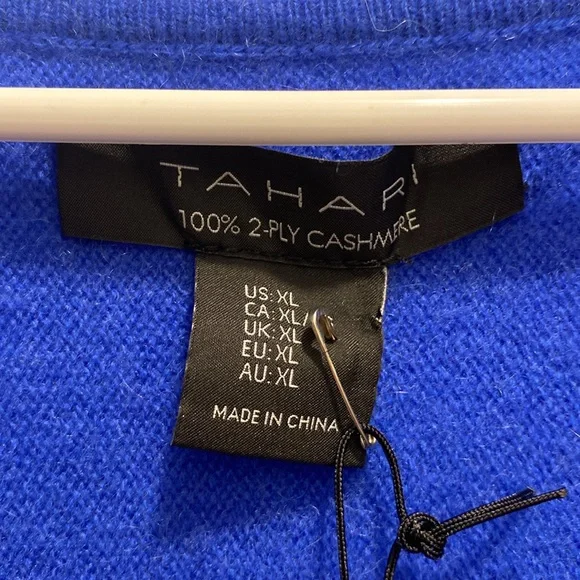 TAHARI
100% 2-PLY CASHMERE
US: XL
CA: XL/
UK: XL
EU: XL
AU: XL
MADE IN CHINA